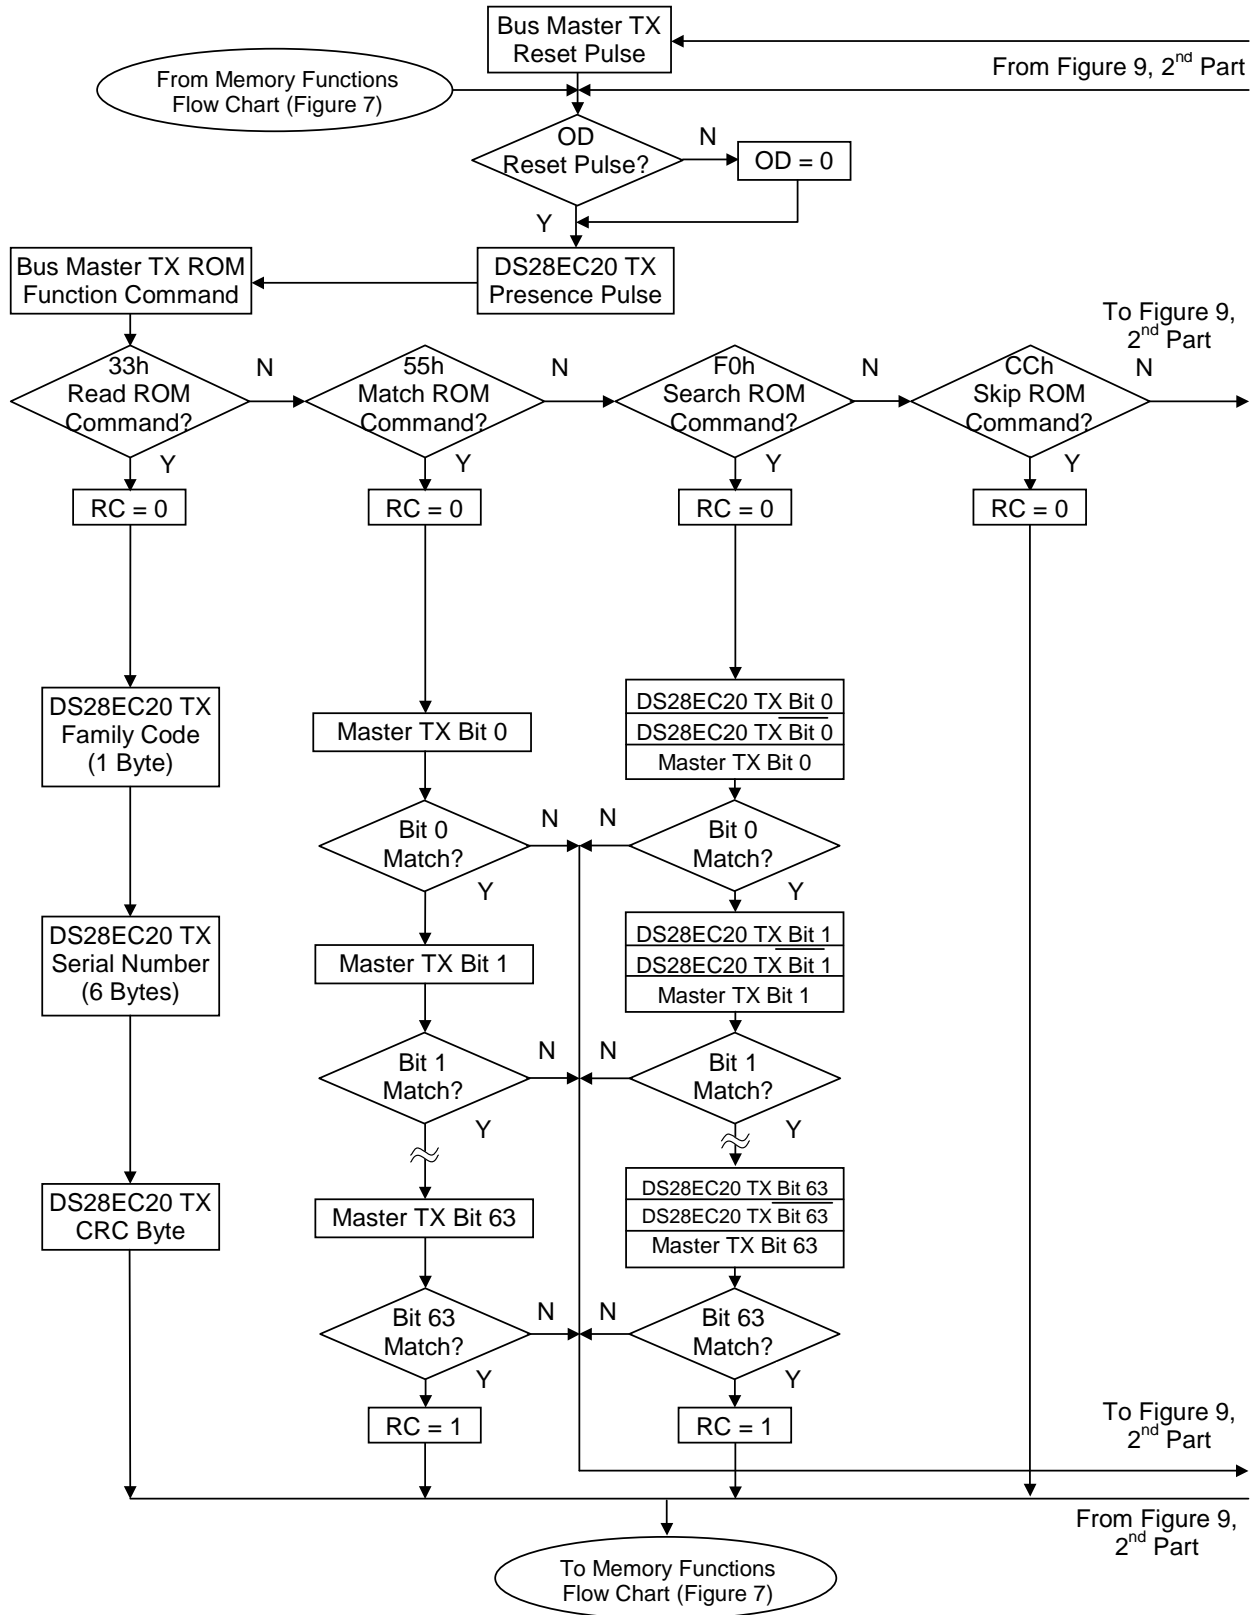 Bus Master TX
Reset Pulse
From Figure 9, 2nd Part
From Memory Functions
Flow Chart (Figure 7)
OD
Reset Pulse?
N
OD = 0
Y
Bus Master TX ROM
Function Command
DS28EC20 TX
Presence Pulse
To Figure 9,
2nd Part
33h
Read ROM
Command?
N
Y
55h
Match ROM
Command?
N
Y
F0h
Search ROM
Command?
N
Y
CCh
Skip ROM
Command?
N
Y
RC = 0
RC = 0
RC = 0
RC = 0
DS28EC20 TX
Family Code
(1 Byte)
Master TX Bit 0
DS28EC20 TX Bit 0
DS28EC20 TX B̅i̅t̅ ̅0̅
Master TX Bit 0
Bit 0
Match?
N
Y
N
Bit 0
Match?
Y
DS28EC20 TX
Serial Number
(6 Bytes)
Master TX Bit 1
DS28EC20 TX Bit 1
DS28EC20 TX B̅i̅t̅ ̅1̅
Master TX Bit 1
Bit 1
Match?
N
Y
N
Bit 1
Match?
Y
DS28EC20 TX
CRC Byte
Master TX Bit 63
DS28EC20 TX Bit 63
DS28EC20 TX B̅i̅t̅ ̅6̅3̅
Master TX Bit 63
Bit 63
Match?
N
Y
N
Bit 63
Match?
Y
RC = 1
RC = 1
To Figure 9,
2nd Part
From Figure 9,
2nd Part
To Memory Functions
Flow Chart (Figure 7)